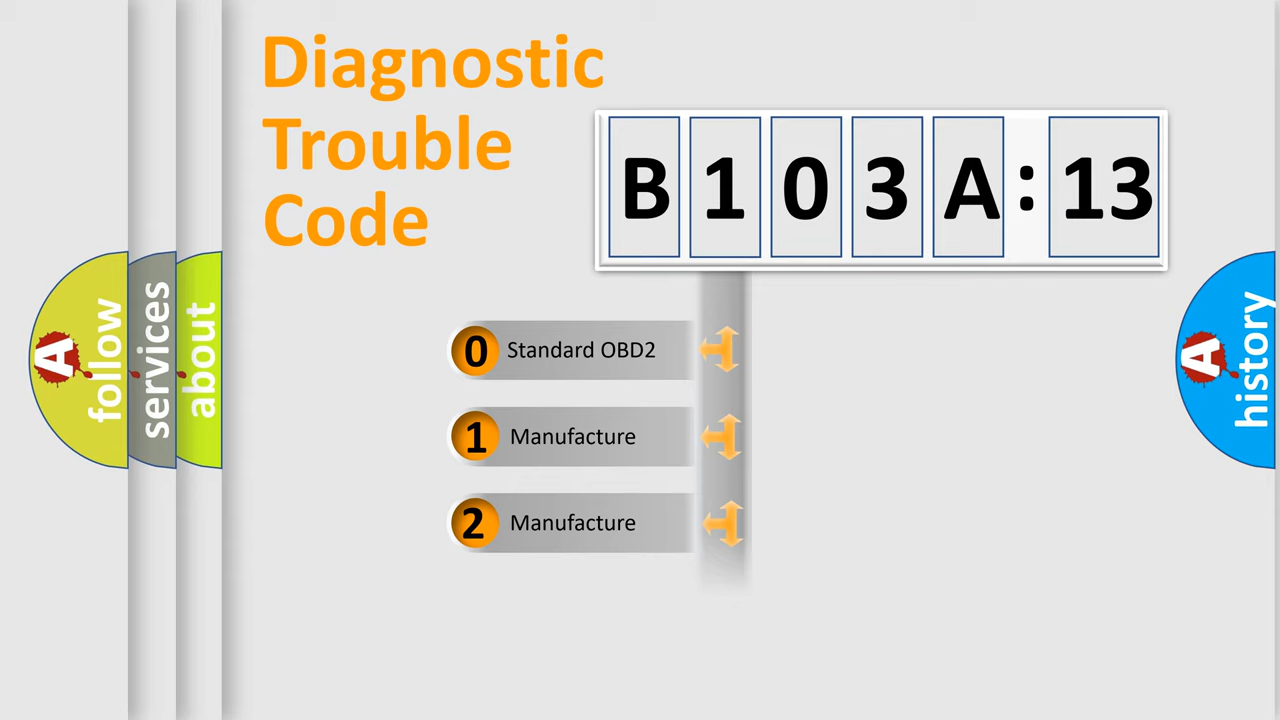 Diagnostic
Trouble
Code
B 1 0 3 A : 13
0 Standard OBD2
1 Manufacture
2 Manufacture
A follow
services
about
A history